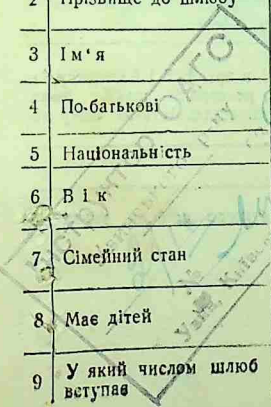 2 Прізвище до шлюбу
3 Ім‘я
4 По-батькові
5 Національність
6 Вік
7 Сімейний стан
8 Має дітей
9 У який числом шлюб
вступає
ОАГС